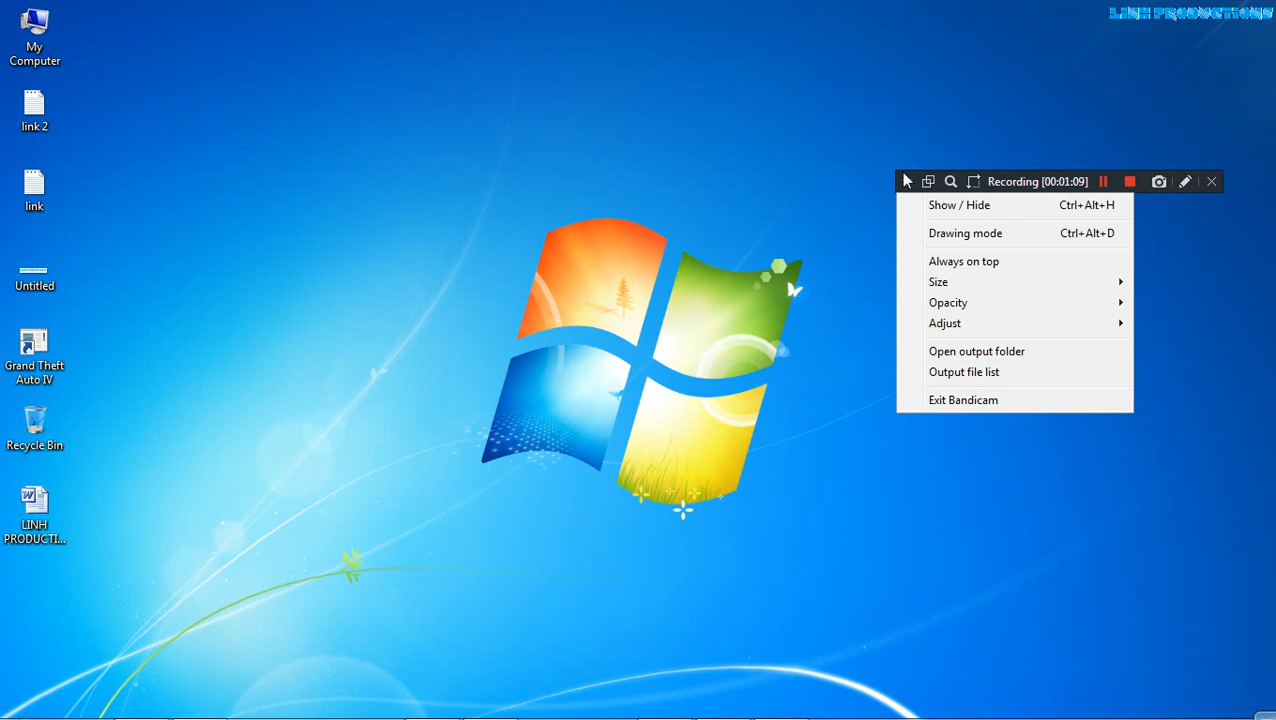 LINH PRODUCTIONS
My
Computer
link 2
link
Untitled
Grand Theft
Auto IV
Recycle Bin
LINH
PRODUCTI...
Recording [00:01:09]
Show / Hide Ctrl+Alt+H
Drawing mode Ctrl+Alt+D
Always on top
Size
Opacity
Adjust
Open output folder
Output file list
Exit Bandicam